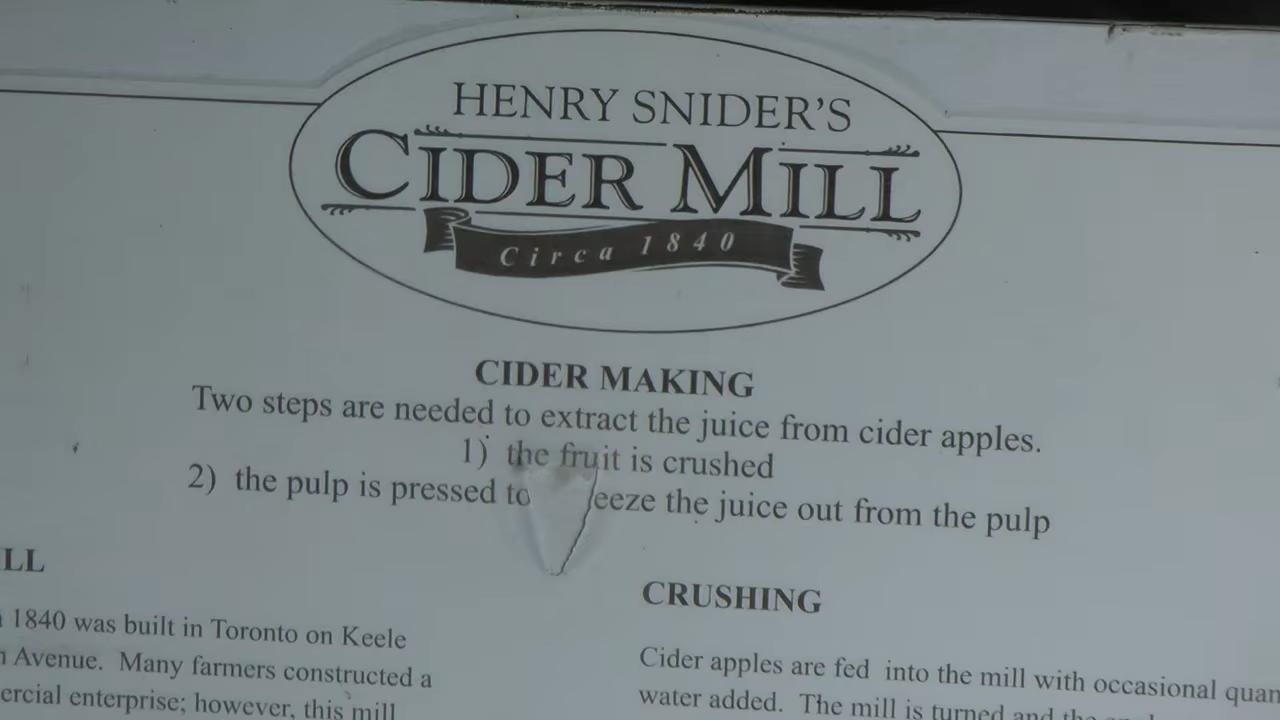 HENRY SNIDER'S
CIDER MILL
Circa 1840
CIDER MAKING
Two steps are needed to extract the juice from cider apples.
1) the fruit is crushed
2) the pulp is pressed to eeze the juice out from the pulp
LL
1840 was built in Toronto on Keele
Avenue. Many farmers constructed a
ercial enterprise; however, this mill
CRUSHING
Cider apples are fed into the mill with occasional quan
water added. The mill is turned and the